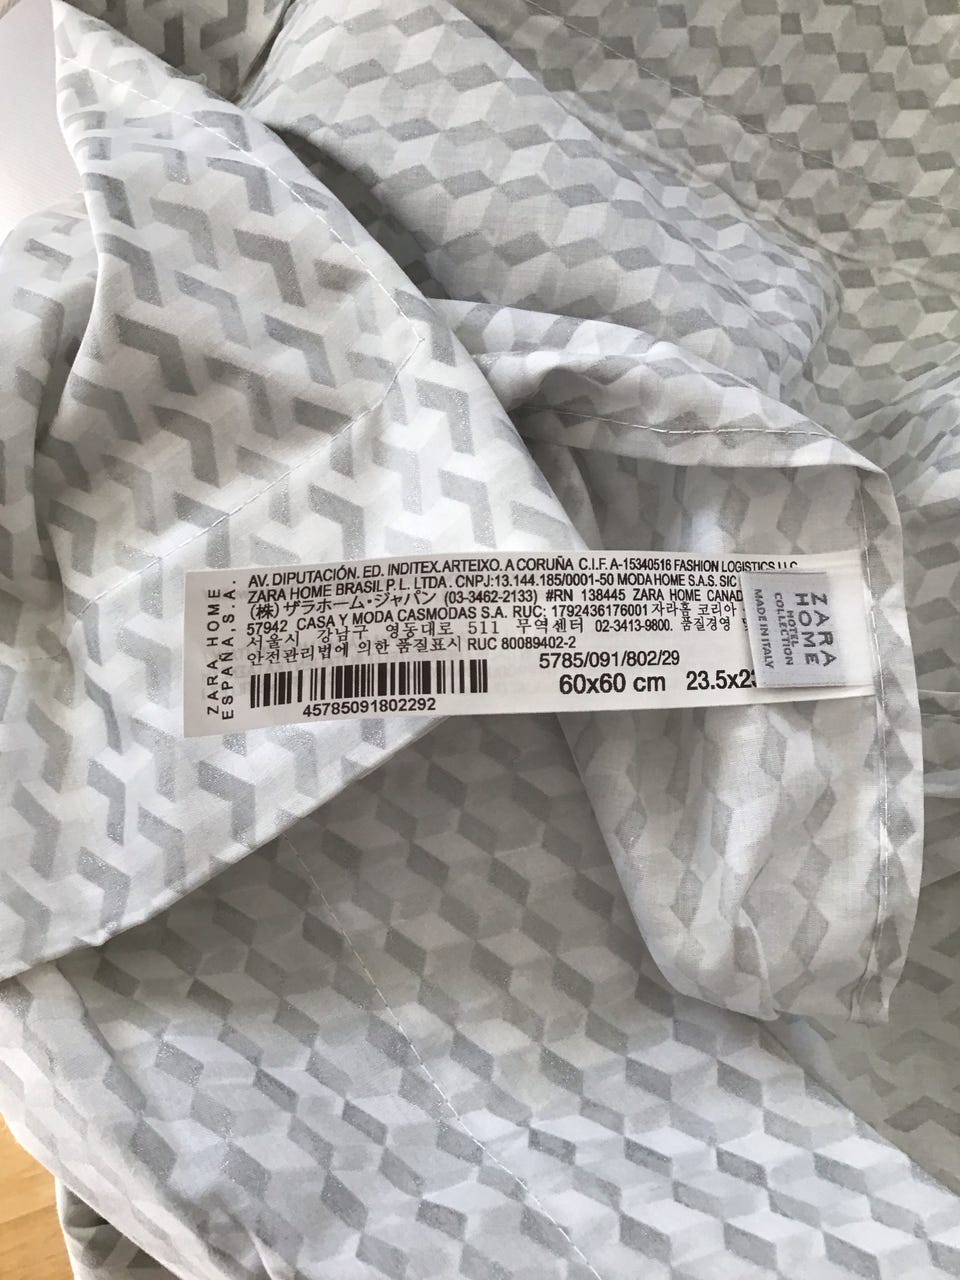 ZARA HOME
ESPAÑA, S.A.
AV. DIPUTACIÓN. ED. INDITEX. ARTEIXO. A CORUÑA C.I.F. A-15340516 FASHION LOGISTICS LLC
ZARA HOME BRASIL P.L. LTDA. CNPJ:13.144.185/0001-50 MODA HOME S.A.S. SIC
(株) ザラホーム・ジャパン (03-3462-2133) #RN 138445 ZARA HOME CANAD
57942 CASA Y MODA CASMODAS S.A. RUC: 1792436176001 자라홈 코리아
서울시 강남구 영동대로 511 무역센터 02-3413-9800. 품질경영 및
안전관리법에 의한 품질표시 RUC 80089402-2
5785/091/802/29
60x60 cm 23.5x23
45785091802292
ZARA
HOME
HOTEL
COLLECTION
MADE IN ITALY